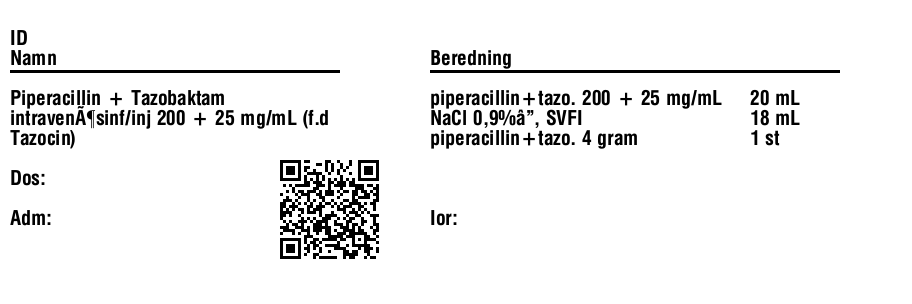 ID
Namn
Piperacillin + Tazobaktam
intravenÃ¶sinf/inj 200 + 25 mg/mL (f.d
Tazocin)
Dos:
Adm:
Beredning
piperacillin+tazo. 200 + 25 mg/mL 20 mL
NaCl 0,9%â”, SVFI 18 mL
piperacillin+tazo. 4 gram 1 st
Ior: